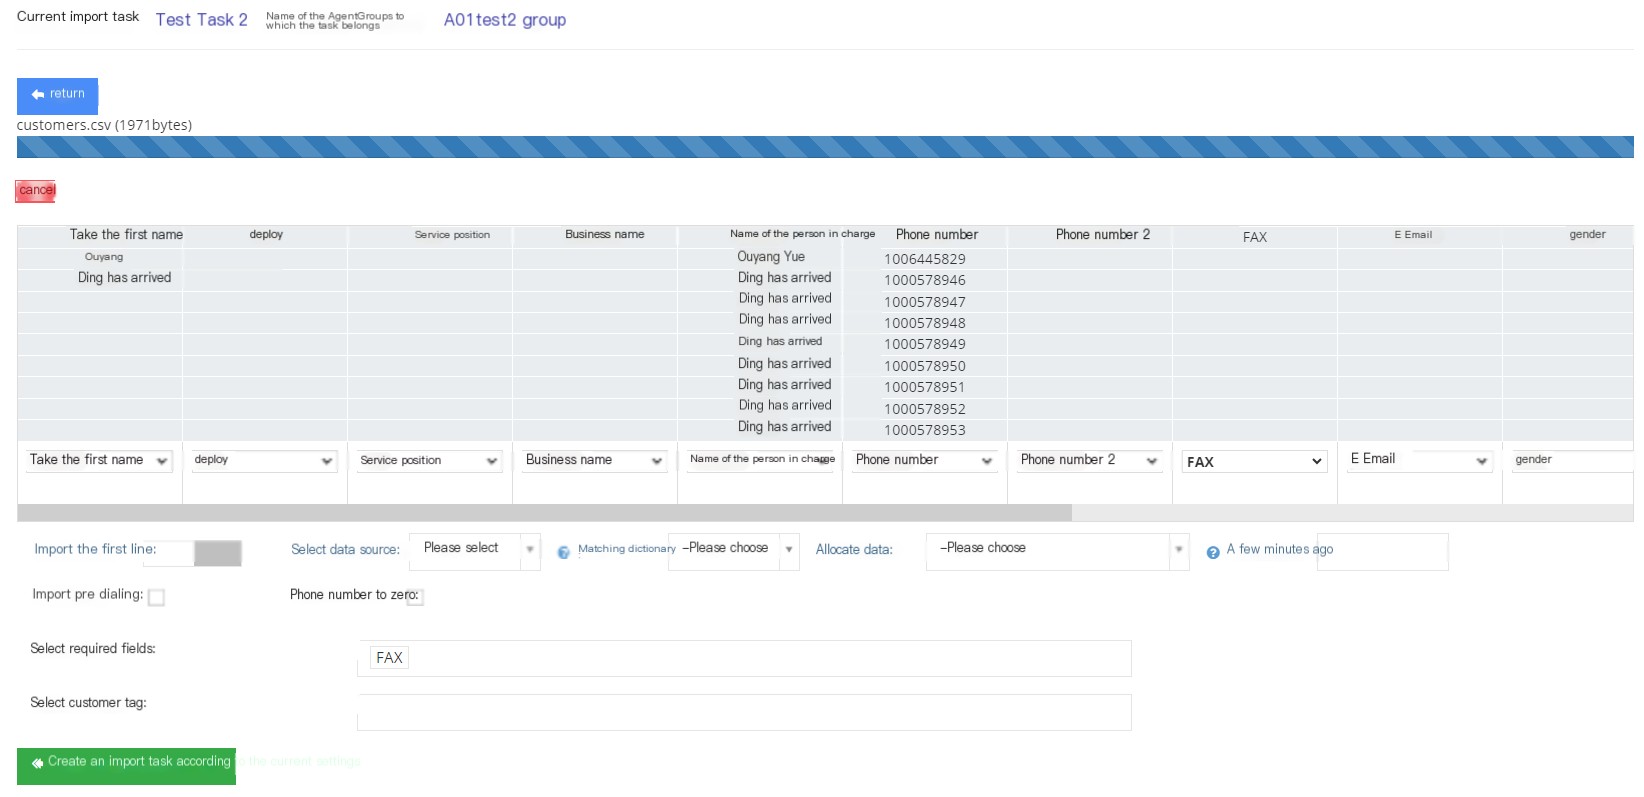 Current import task Test Task 2 Name of the AgentGroups to which the task belongs A01test2 group
return
customers.csv (1971bytes)
cancel
Take the first name deploy Service position Business name Name of the person in charge Phone number Phone number 2 FAX E Email gender
Ouyang Ouyang Yue 1006445829
Ding has arrived Ding has arrived 1000578946
Ding has arrived 1000578947
Ding has arrived 1000578948
Ding has arrived 1000578949
Ding has arrived 1000578950
Ding has arrived 1000578951
Ding has arrived 1000578952
Ding has arrived 1000578953
Take the first name deploy Service position Business name Name of the person in charge Phone number Phone number 2 FAX E Email gender
Import the first line: Select data source: Please select Matching dictionary: –Please choose Allocate data: –Please choose A few minutes ago
Import pre dialing: Phone number to zero:
Select required fields: FAX
Select customer tag:
Create an import task according to the current settings